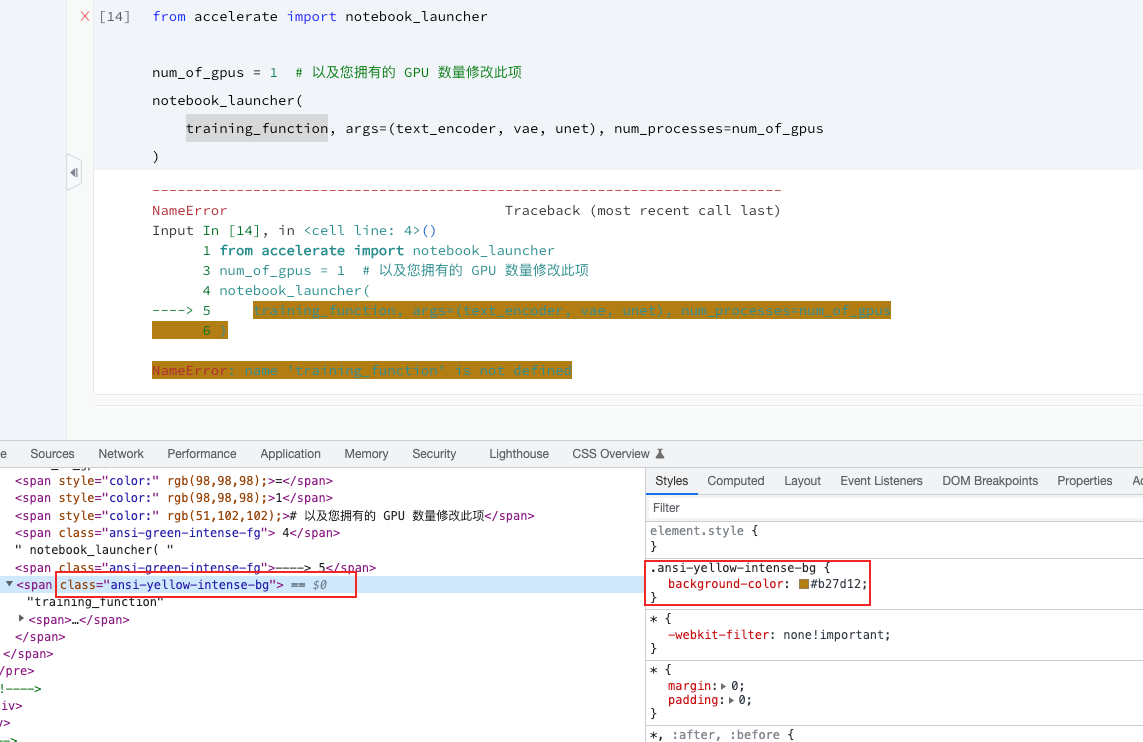 [14] from accelerate import notebook_launcher
num_of_gpus = 1  # 以及您拥有的 GPU 数量修改此项
notebook_launcher(
training_function, args=(text_encoder, vae, unet), num_processes=num_of_gpus
)
---------------------------------------------------------------------------
NameError                                 Traceback (most recent call last)
Input In [14], in <cell line: 4>()
1 from accelerate import notebook_launcher
3 num_of_gpus = 1  # 以及您拥有的 GPU 数量修改此项
4 notebook_launcher(
----> 5     training_function, args=(text_encoder, vae, unet), num_processes=num_of_gpus
6 )
NameError: name 'training_function' is not defined
e Sources Network Performance Application Memory Security Lighthouse CSS Overview
<span style="color:" rgb(98,98,98);>=</span>
<span style="color:" rgb(98,98,98);>1</span>
<span style="color:" rgb(51,102,102);># 以及您拥有的 GPU 数量修改此项</span>
<span class="ansi-green-intense-fg"> 4</span>
" notebook_launcher( "
<span class="ansi-green-intense-fg">----> 5</span>
<span class="ansi-yellow-intense-bg"> == $0
"training_function"
<span>…</span>
</span>
</span>
/pre>
!---->
iv>
>
-->
Styles Computed Layout Event Listeners DOM Breakpoints Properties Ac
Filter
element.style {
}
.ansi-yellow-intense-bg {
background-color: #b27d12;
}
* {
-webkit-filter: none!important;
}
* {
margin: 0;
padding: 0;
}
*, :after, :before {